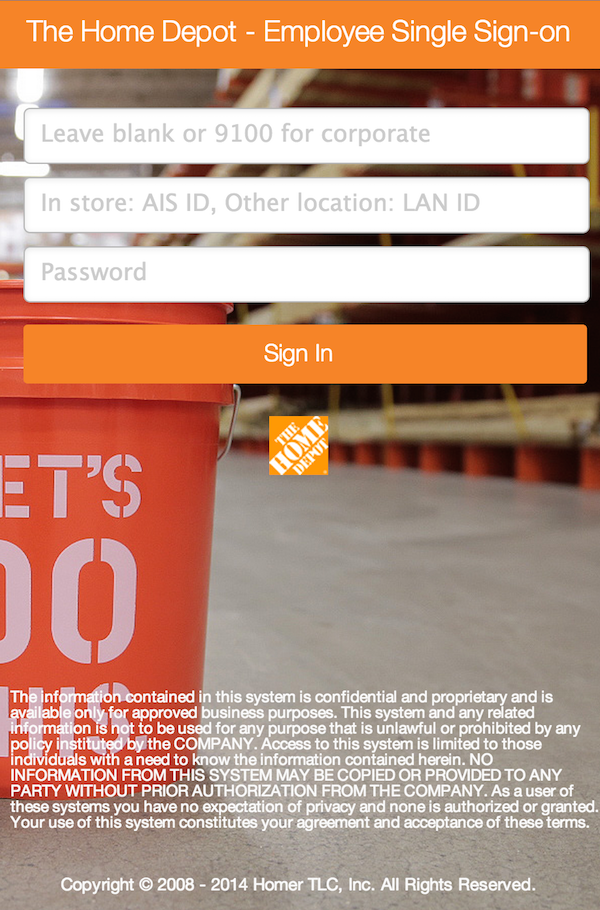 The Home Depot - Employee Single Sign-on
Leave blank or 9100 for corporate
In store: AIS ID, Other location: LAN ID
Password
Sign In
THE
HOME
DEPOT
ET'S
DO
The information contained in this system is confidential and proprietary and is
available only for approved business purposes. This system and any related
information is not to be used for any purpose that is unlawful or prohibited by any
policy instituted by the COMPANY. Access to this system is limited to those
individuals with a need to know the information contained herein. NO
INFORMATION FROM THIS SYSTEM MAY BE COPIED OR PROVIDED TO ANY
PARTY WITHOUT PRIOR AUTHORIZATION FROM THE COMPANY. As a user of
these systems you have no expectation of privacy and none is authorized or granted.
Your use of this system constitutes your agreement and acceptance of these terms.
Copyright © 2008 - 2014 Homer TLC, Inc. All Rights Reserved.